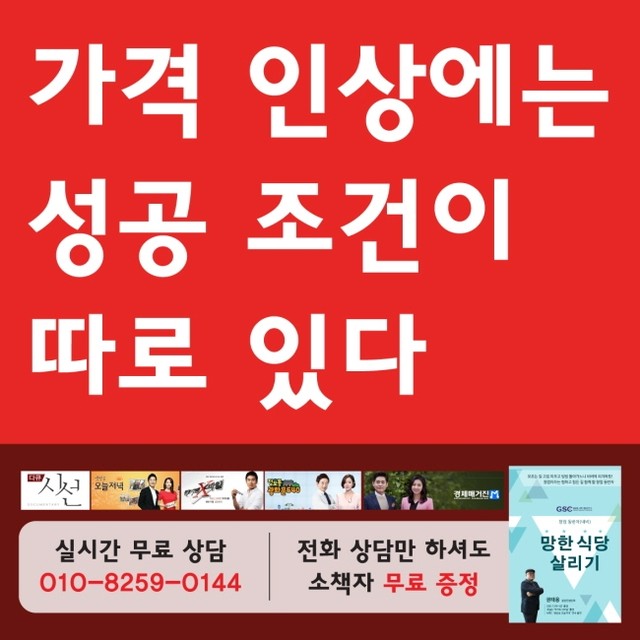 가격 인상에는
성공 조건이
따로 있다
다큐
시선
오늘저녁
경제매거진M
실시간 무료 상담
010-8259-0144
전화 상담만 하셔도
소책자 무료 증정
GSC
망한 식당
살리기